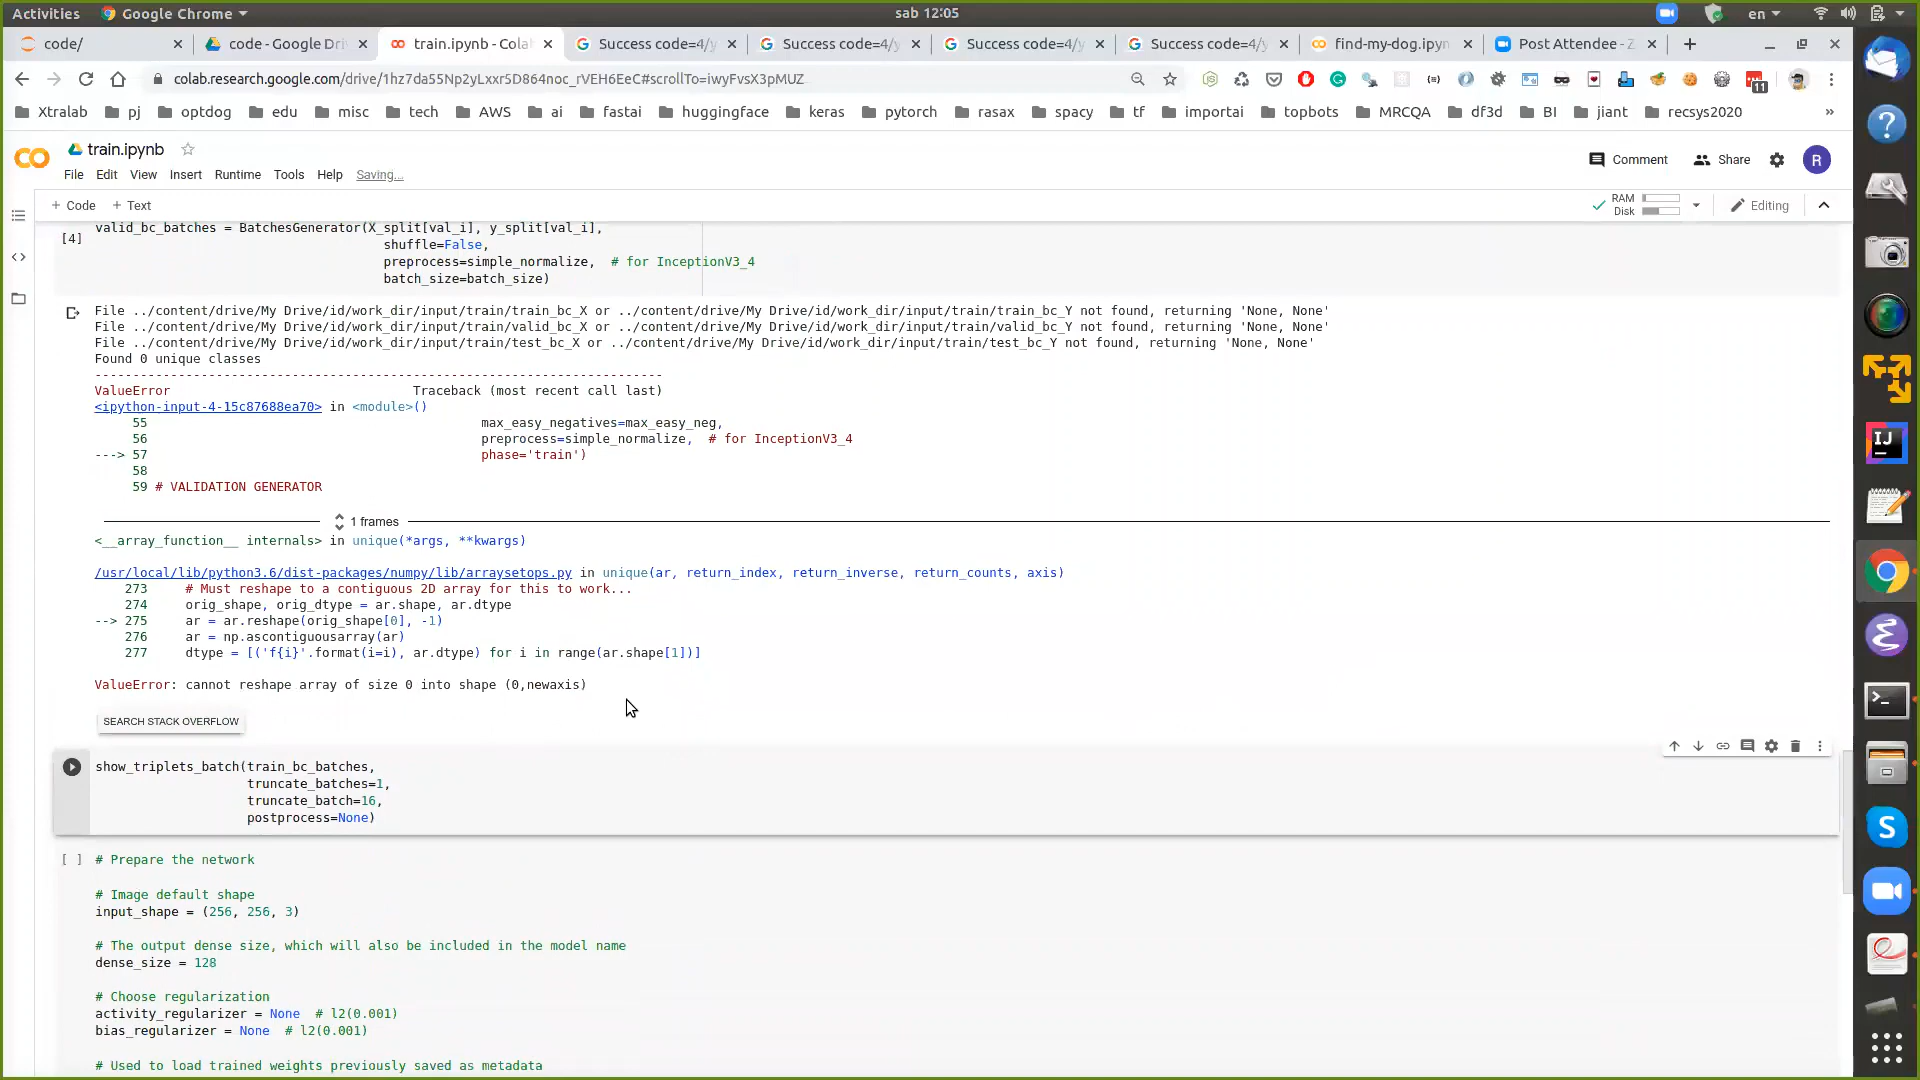 Activities
Google Chrome
sab 12:05
en
code/
code - Google Dri
train.ipynb - Cola
Success code=4/y
Success code=4/y
Success code=4/y
Success code=4/y
find-my-dog.ipyn
Post Attendee - Z
colab.research.google.com/drive/1hz7da55Np2yLxxr5D864noc_rVEH6EeC#scrollTo=iwyFvsX3pMUZ
11
Xtralab
pj
optdog
edu
misc
tech
AWS
ai
fastai
huggingface
keras
pytorch
rasax
spacy
tf
importai
topbots
MRCQA
df3d
BI
jiant
recsys2020
»
train.ipynb
Comment
Share
R
File Edit View Insert Runtime Tools Help Saving...
+ Code + Text
RAM
Disk
Editing
valid_bc_batches = BatchesGenerator(X_split[val_i], y_split[val_i],
[4]
shuffle=False,
preprocess=simple_normalize, # for InceptionV3_4
batch_size=batch_size)
File ../content/drive/My Drive/id/work_dir/input/train/train_bc_X or ../content/drive/My Drive/id/work_dir/input/train/train_bc_Y not found, returning 'None, None'
File ../content/drive/My Drive/id/work_dir/input/train/valid_bc_X or ../content/drive/My Drive/id/work_dir/input/train/valid_bc_Y not found, returning 'None, None'
File ../content/drive/My Drive/id/work_dir/input/train/test_bc_X or ../content/drive/My Drive/id/work_dir/input/train/test_bc_Y not found, returning 'None, None'
Found 0 unique classes
---------------------------------------------------------------------------
ValueError Traceback (most recent call last)
<ipython-input-4-15c87688ea70> in <module>()
55 max_easy_negatives=max_easy_neg,
56 preprocess=simple_normalize, # for InceptionV3_4
---> 57 phase='train')
58
59 # VALIDATION GENERATOR
1 frames
<__array_function__ internals> in unique(*args, **kwargs)
/usr/local/lib/python3.6/dist-packages/numpy/lib/arraysetops.py in unique(ar, return_index, return_inverse, return_counts, axis)
273 # Must reshape to a contiguous 2D array for this to work...
274 orig_shape, orig_dtype = ar.shape, ar.dtype
--> 275 ar = ar.reshape(orig_shape[0], -1)
276 ar = np.ascontiguousarray(ar)
277 dtype = [('f{i}'.format(i=i), ar.dtype) for i in range(ar.shape[1])]
ValueError: cannot reshape array of size 0 into shape (0,newaxis)
SEARCH STACK OVERFLOW
show_triplets_batch(train_bc_batches,
truncate_batches=1,
truncate_batch=16,
postprocess=None)
[ ] # Prepare the network
# Image default shape
input_shape = (256, 256, 3)
# The output dense size, which will also be included in the model name
dense_size = 128
# Choose regularization
activity_regularizer = None # l2(0.001)
bias_regularizer = None # l2(0.001)
# Used to load trained weights previously saved as metadata